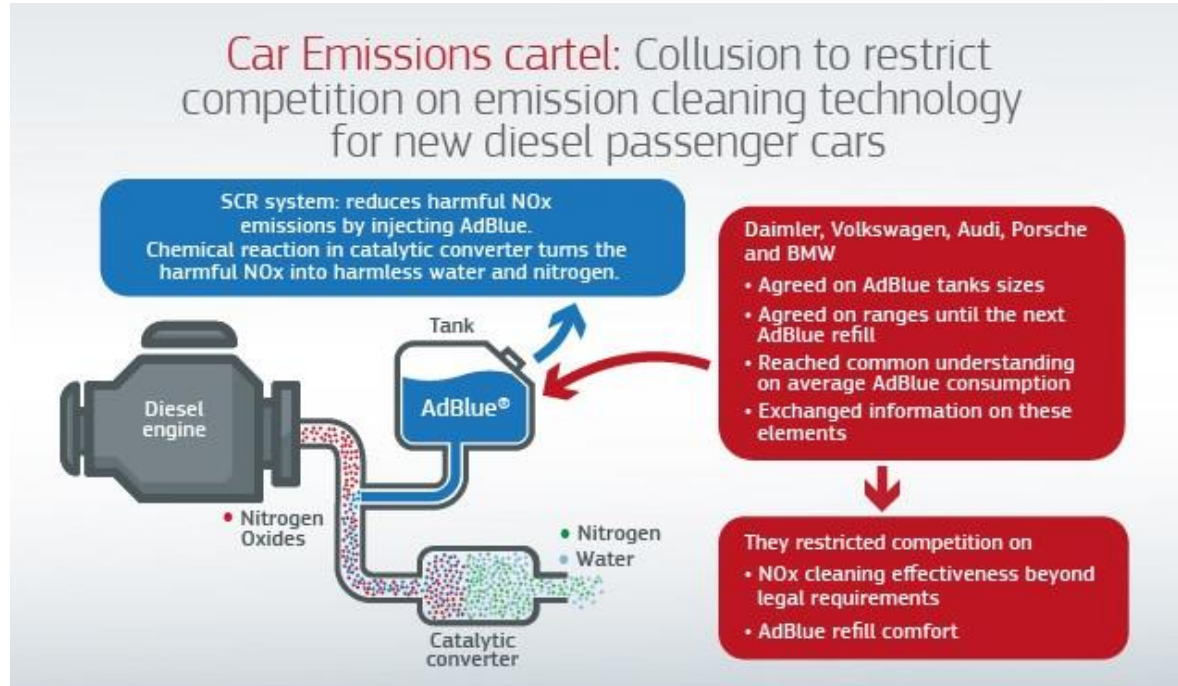 Car Emissions cartel: Collusion to restrict
competition on emission cleaning technology
for new diesel passenger cars
SCR system: reduces harmful NOx
emissions by injecting AdBlue.
Chemical reaction in catalytic converter turns the
harmful NOx into harmless water and nitrogen.
Daimler, Volkswagen, Audi, Porsche
and BMW
• Agreed on AdBlue tanks sizes
• Agreed on ranges until the next
AdBlue refill
• Reached common understanding
on average AdBlue consumption
• Exchanged information on these
elements
Tank
AdBlue®
Diesel
engine
• Nitrogen
Oxides
• Nitrogen
• Water
Catalytic
converter
They restricted competition on
• NOx cleaning effectiveness beyond
legal requirements
• AdBlue refill comfort